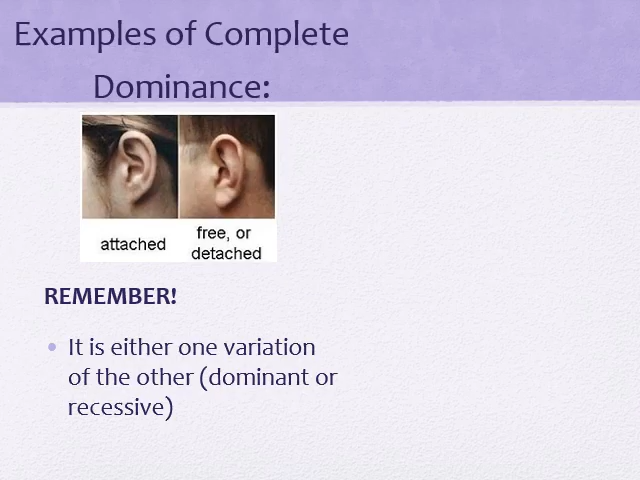 Examples of Complete
Dominance:
attached
free, or
detached
REMEMBER!
• It is either one variation
of the other (dominant or
recessive)